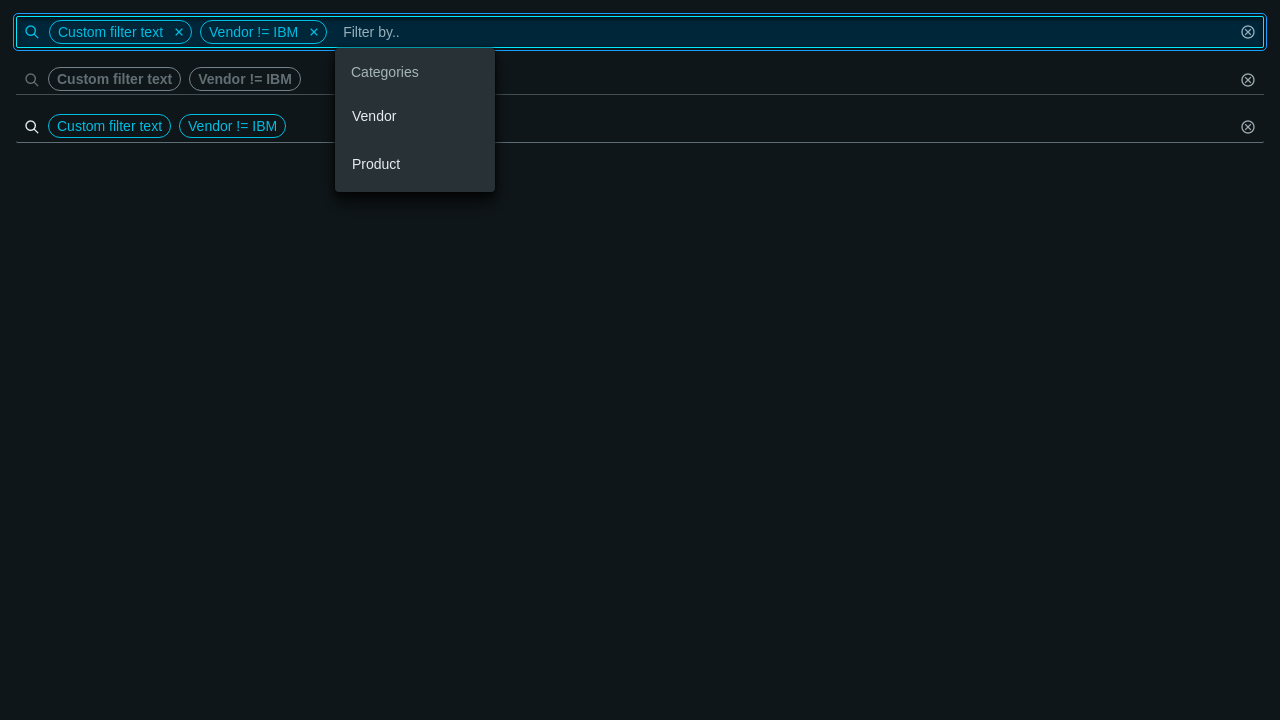 Custom filter text Vendor != IBM Filter by..
Categories
Custom filter text Vendor != IBM
Vendor
Custom filter text Vendor != IBM
Product